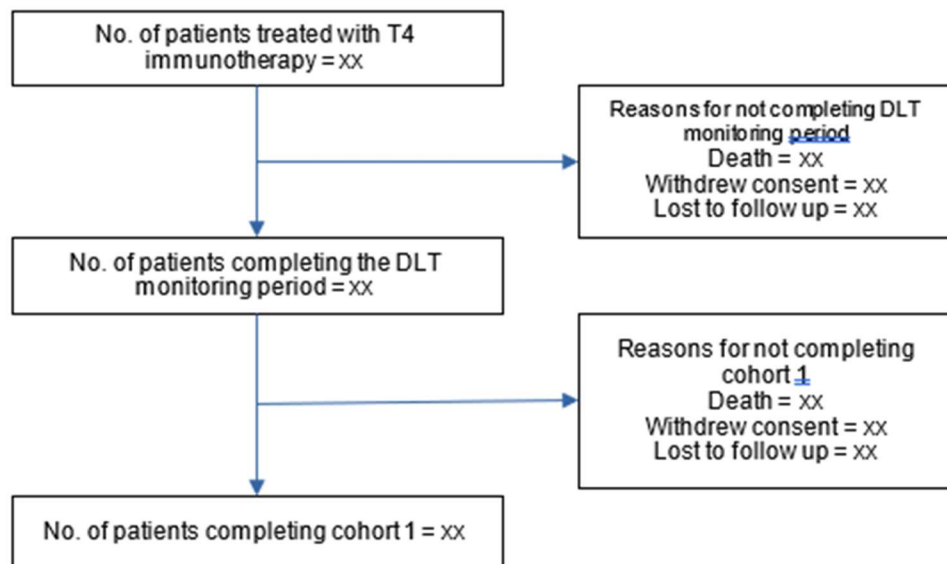 No. of patients treated with T4
immunotherapy = xx
Reasons for not completing DLT
monitoring period
Death = xx
Withdrew consent = xx
Lost to follow up = xx
No. of patients completing the DLT
monitoring period = xx
Reasons for not completing
cohort 1
Death = xx
Withdrew consent = xx
Lost to follow up = xx
No. of patients completing cohort 1 = xx